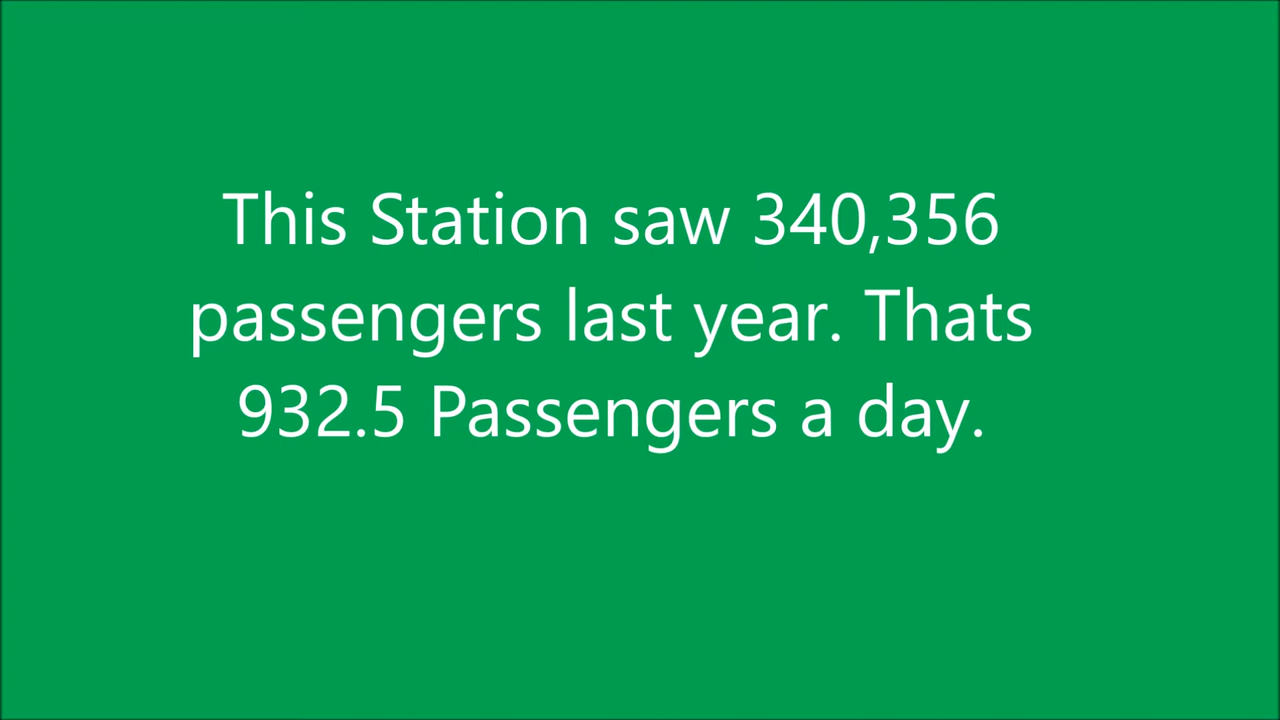 This Station saw 340,356
passengers last year. Thats
932.5 Passengers a day.